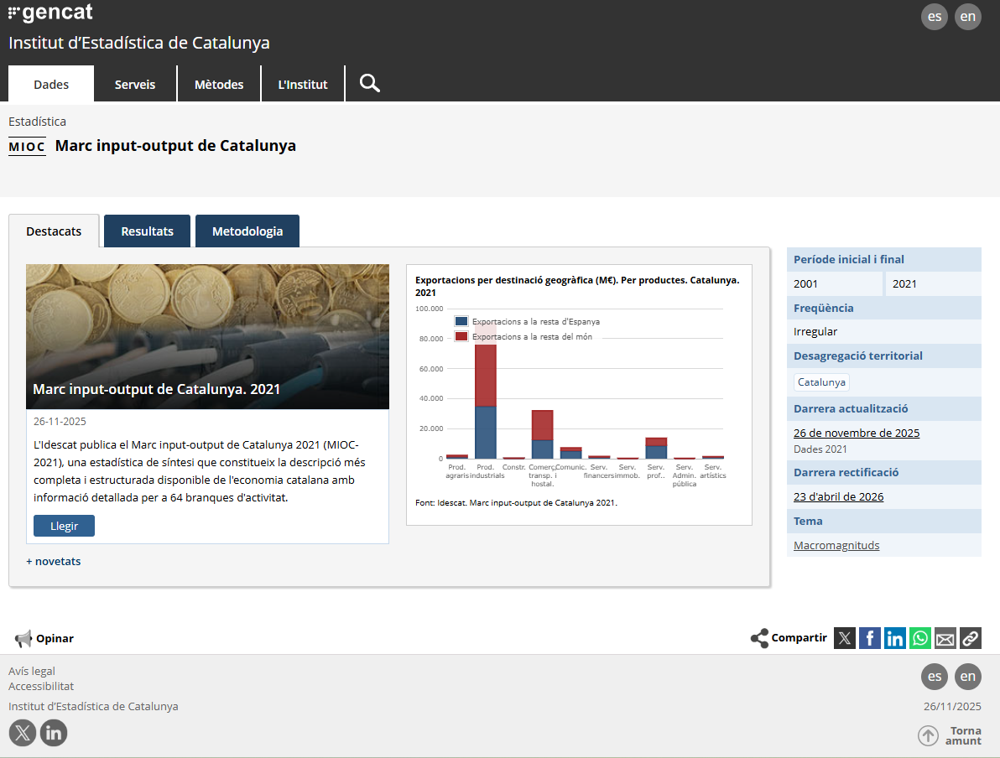 gencat
es en
Institut d'Estadística de Catalunya
Dades Serveis Mètodes L'Institut
Estadística
MIOC Marc input-output de Catalunya
Destacats Resultats Metodologia
Marc input-output de Catalunya. 2021
26-11-2025
L'Idescat publica el Marc input-output de Catalunya 2021 (MIOC-
2021), una estadística de síntesi que constitueix la descripció més
completa i estructurada disponible de l'economia catalana amb
informació detallada per a 64 branques d'activitat.
Llegir
+ novetats
Exportacions per destinació geogràfica (M€). Per productes. Catalunya.
2021
100.000
Exportacions a la resta d'Espanya
80.000
Exportacions a la resta del món
60.000
40.000
20.000
0
Prod. Prod. Constr. Comerç, Comunic. Serv. Serv. Serv. Serv. Serv.
agraris industrials transp. i financers immob. prof.. Admin. artístics
hostal. pública
Font: Idescat. Marc input-output de Catalunya 2021.
Període inicial i final
2001 2021
Freqüència
Irregular
Desagregació territorial
Catalunya
Darrera actualització
26 de novembre de 2025
Dades 2021
Darrera rectificació
23 d'abril de 2026
Tema
Macromagnituds
Opinar
Compartir
Avís legal
Accessibilitat
Institut d'Estadística de Catalunya
es en
26/11/2025
Torna
amunt